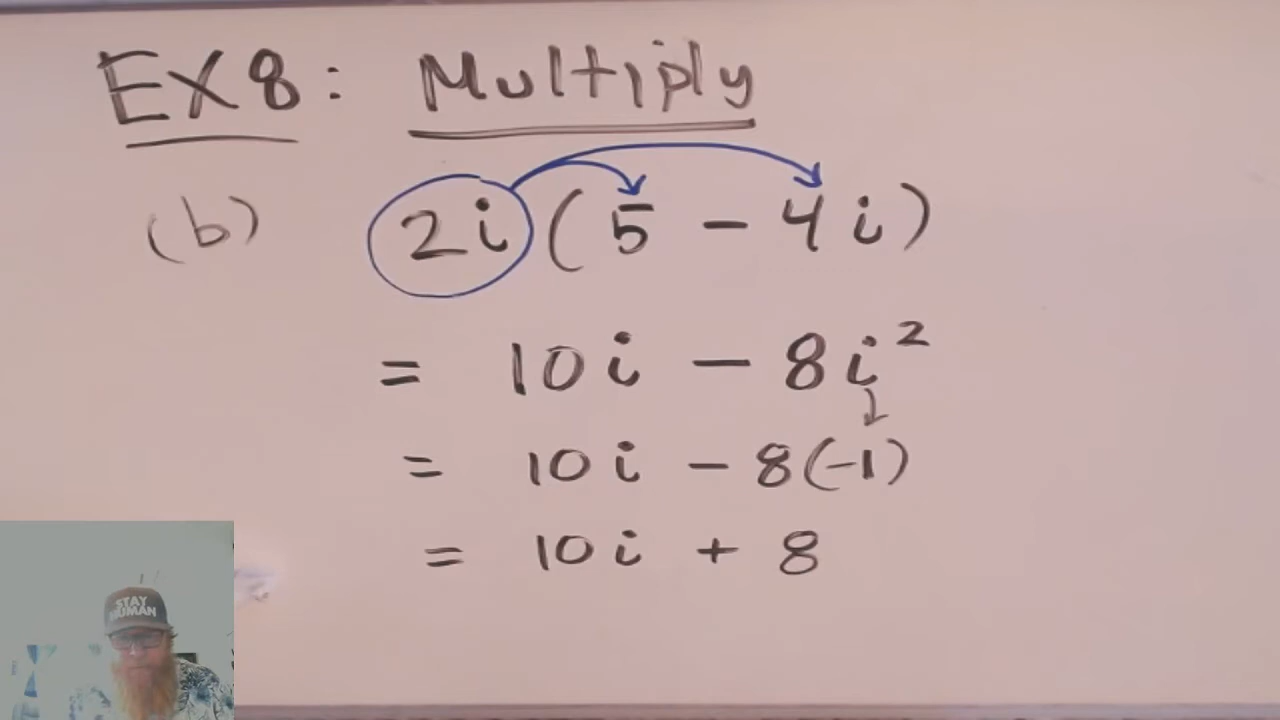 EX8: Multiply
(b) 2i(5 - 4i)
= 10i - 8i²
= 10i - 8(-1)
= 10i + 8
STAY
HUMAN